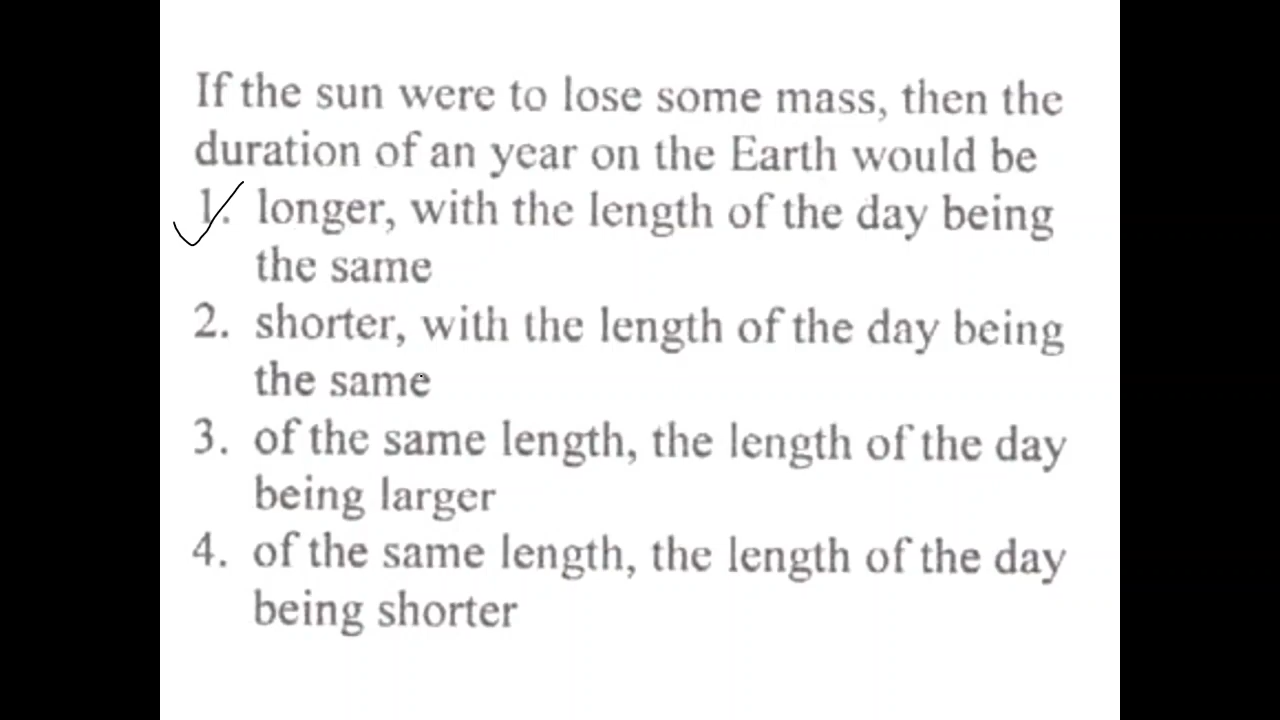 If the sun were to lose some mass, then the
duration of an year on the Earth would be
1. longer, with the length of the day being
the same
2. shorter, with the length of the day being
the same
3. of the same length, the length of the day
being larger
4. of the same length, the length of the day
being shorter